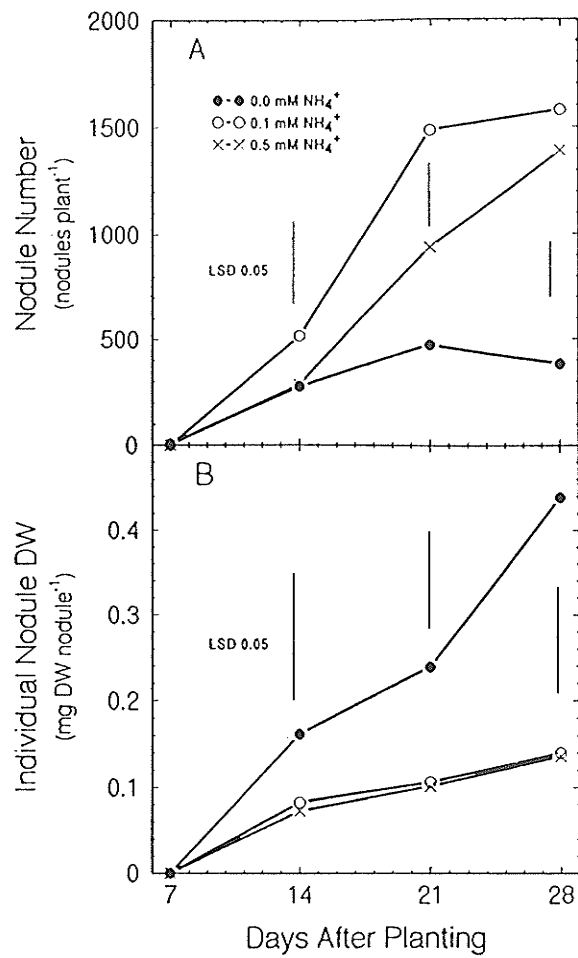 2000
A
●-● 0.0 mM NH₄⁺
○-○ 0.1 mM NH₄⁺
×-× 0.5 mM NH₄⁺
1500
1000
LSD 0.05
500
0
Nodule Number
(nodules plant⁻¹)
B
0.4
0.3
LSD 0.05
0.2
0.1
0
Individual Nodule DW
(mg DW nodule⁻¹)
7 14 21 28
Days After Planting